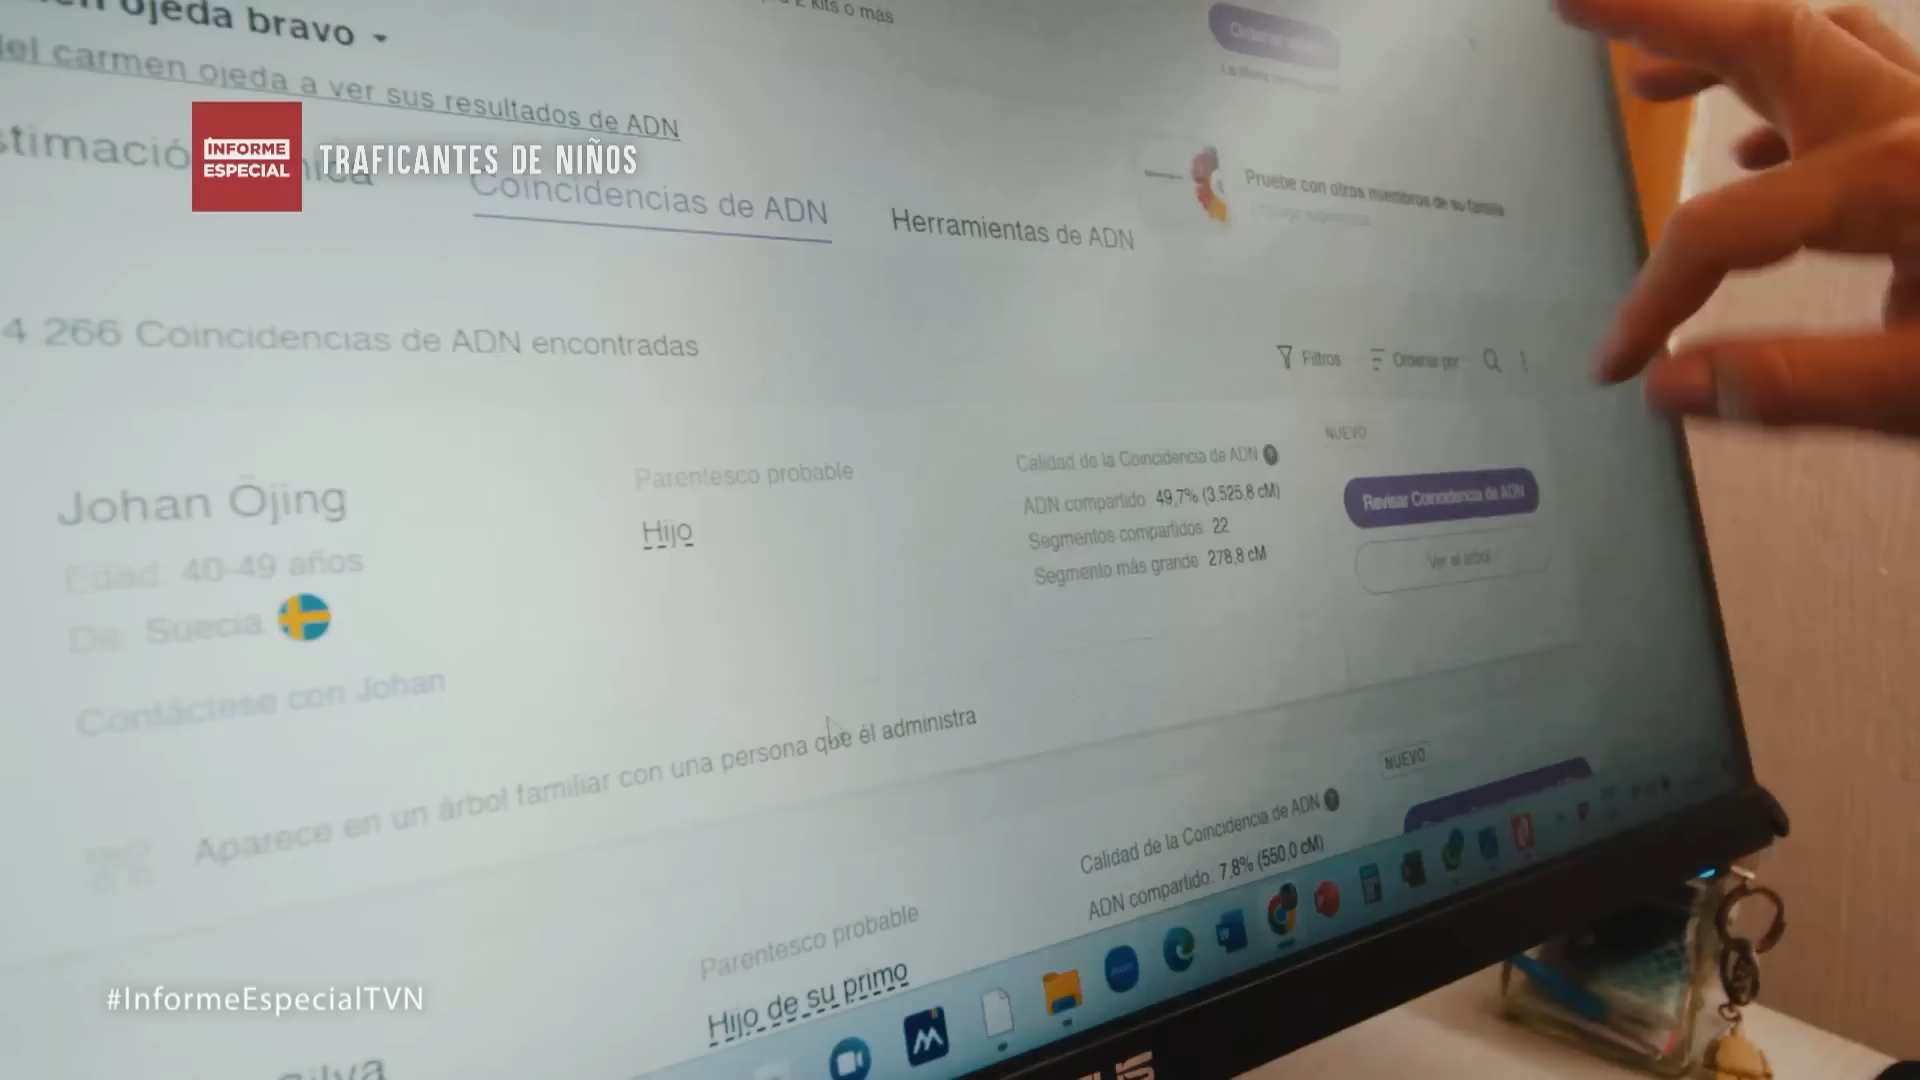 ojeda bravo
2 kits o más
del carmen ojeda a ver sus resultados de ADN
INFORME
ESPECIAL
TRAFICANTES DE NIÑOS
Coincidencias de ADN
Herramientas de ADN
Pruebe con otros miembros de su familia
4 266 Coincidencias de ADN encontradas
Filtros
Ordenar por
NUEVO
Johan Öjing
Edad: 40-49 años
De: Suecia
Contáctese con Johan
Parentesco probable
Hijo
Calidad de la Coincidencia de ADN
ADN compartido 49,7% (3.525,8 cM)
Segmentos compartidos 22
Segmento más grande 278,8 cM
Revisar Coincidencia de ADN
Ver el árbol
Aparece en un árbol familiar con una persona que él administra
NUEVO
Calidad de la Coincidencia de ADN
ADN compartido: 7,8% (550,0 cM)
Parentesco probable
Hijo de su primo
Silva
#InformeEspecialTVN